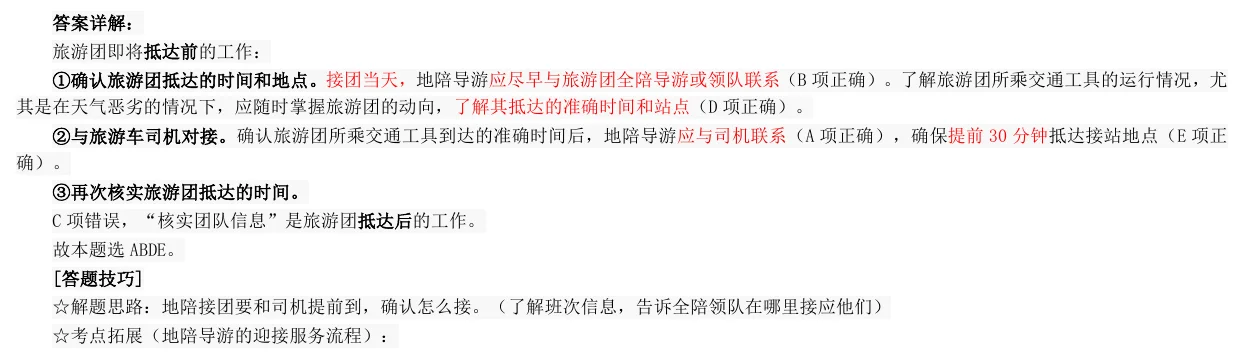 答案详解：
旅游团即将抵达前的工作：
①确认旅游团抵达的时间和地点。接团当天，地陪导游应尽早与旅游团全陪导游或领队联系（B 项正确）。了解旅游团所乘交通工具的运行情况，尤
其是在天气恶劣的情况下，应随时掌握旅游团的动向，了解其抵达的准确时间和站点（D 项正确）。
②与旅游车司机对接。确认旅游团所乘交通工具到达的准确时间后，地陪导游应与司机联系（A 项正确），确保提前 30 分钟抵达接站地点（E 项正
确）。
③再次核实旅游团抵达的时间。
C 项错误，“核实团队信息”是旅游团抵达后的工作。
故本题选 ABDE。
[答题技巧]
☆解题思路：地陪接团要和司机提前到，确认怎么接。（了解班次信息，告诉全陪领队在哪里接应他们）
☆考点拓展（地陪导游的迎接服务流程）：